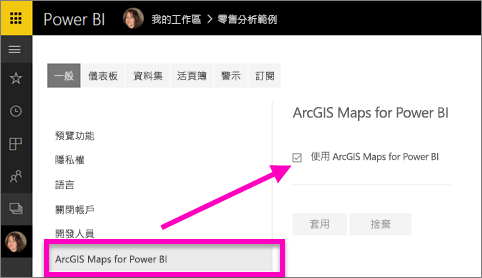 Power BI 我的工作區 > 零售分析範例
一般 儀表板 資料集 活頁簿 警示 訂閱
ArcGIS Maps for Power BI
預覽功能
使用 ArcGIS Maps for Power BI
隱私權
語言
關閉帳戶
套用 捨棄
開發人員
ArcGIS Maps for Power BI